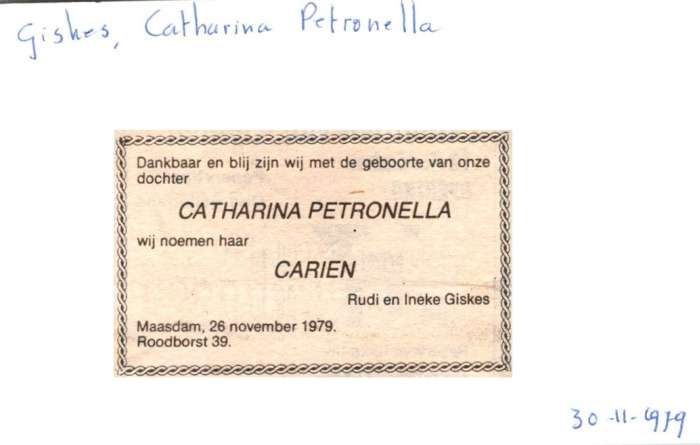 Giskes, Catharina Petronella
Dankbaar en blij zijn wij met de geboorte van onze
dochter
CATHARINA PETRONELLA
wij noemen haar
CARIEN
Rudi en Ineke Giskes
Maasdam, 26 november 1979.
Roodborst 39.
30-11-1979